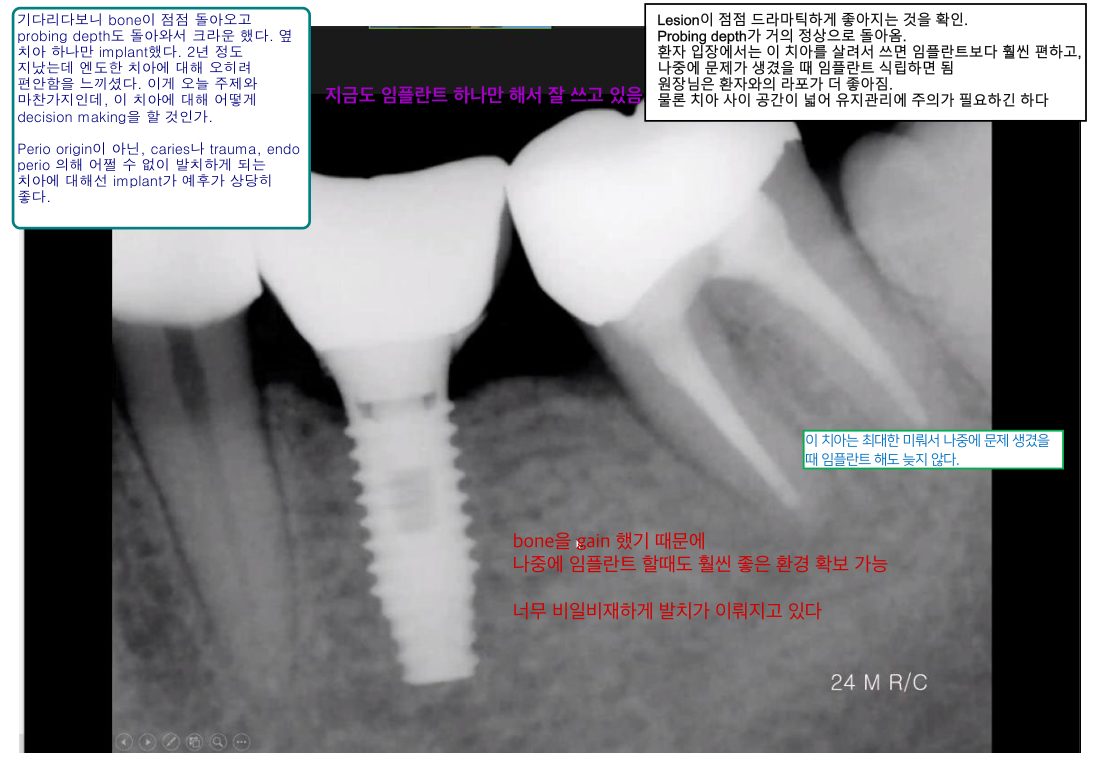 기다리다보니 bone이 점점 돌아오고
probing depth도 돌아와서 크라운 했다. 옆
치아 하나만 implant했다. 2년 정도
지났는데 엔도한 치아에 대해 오히려
편안함을 느끼셨다. 이게 오늘 주제와
마찬가지인데, 이 치아에 대해 어떻게
decision making을 할 것인가.
Perio origin이 아닌, caries나 trauma, endo
perio 의해 어쩔 수 없이 발치하게 되는
치아에 대해선 implant가 예후가 상당히
좋다.
지금도 임플란트 하나만 해서 잘 쓰고 있음
Lesion이 점점 드라마틱하게 좋아지는 것을 확인.
Probing depth가 거의 정상으로 돌아옴.
환자 입장에서는 이 치아를 살려서 쓰면 임플란트보다 훨씬 편하고,
나중에 문제가 생겼을 때 임플란트 식립하면 됨
원장님은 환자와의 라포가 더 좋아짐.
물론 치아 사이 공간이 넓어 유지관리에 주의가 필요하긴 하다
이 치아는 최대한 미뤄서 나중에 문제 생겼을
때 임플란트 해도 늦지 않다.
bone을 gain 했기 때문에
나중에 임플란트 할때도 훨씬 좋은 환경 확보 가능
너무 비일비재하게 발치가 이뤄지고 있다
24 M R/C